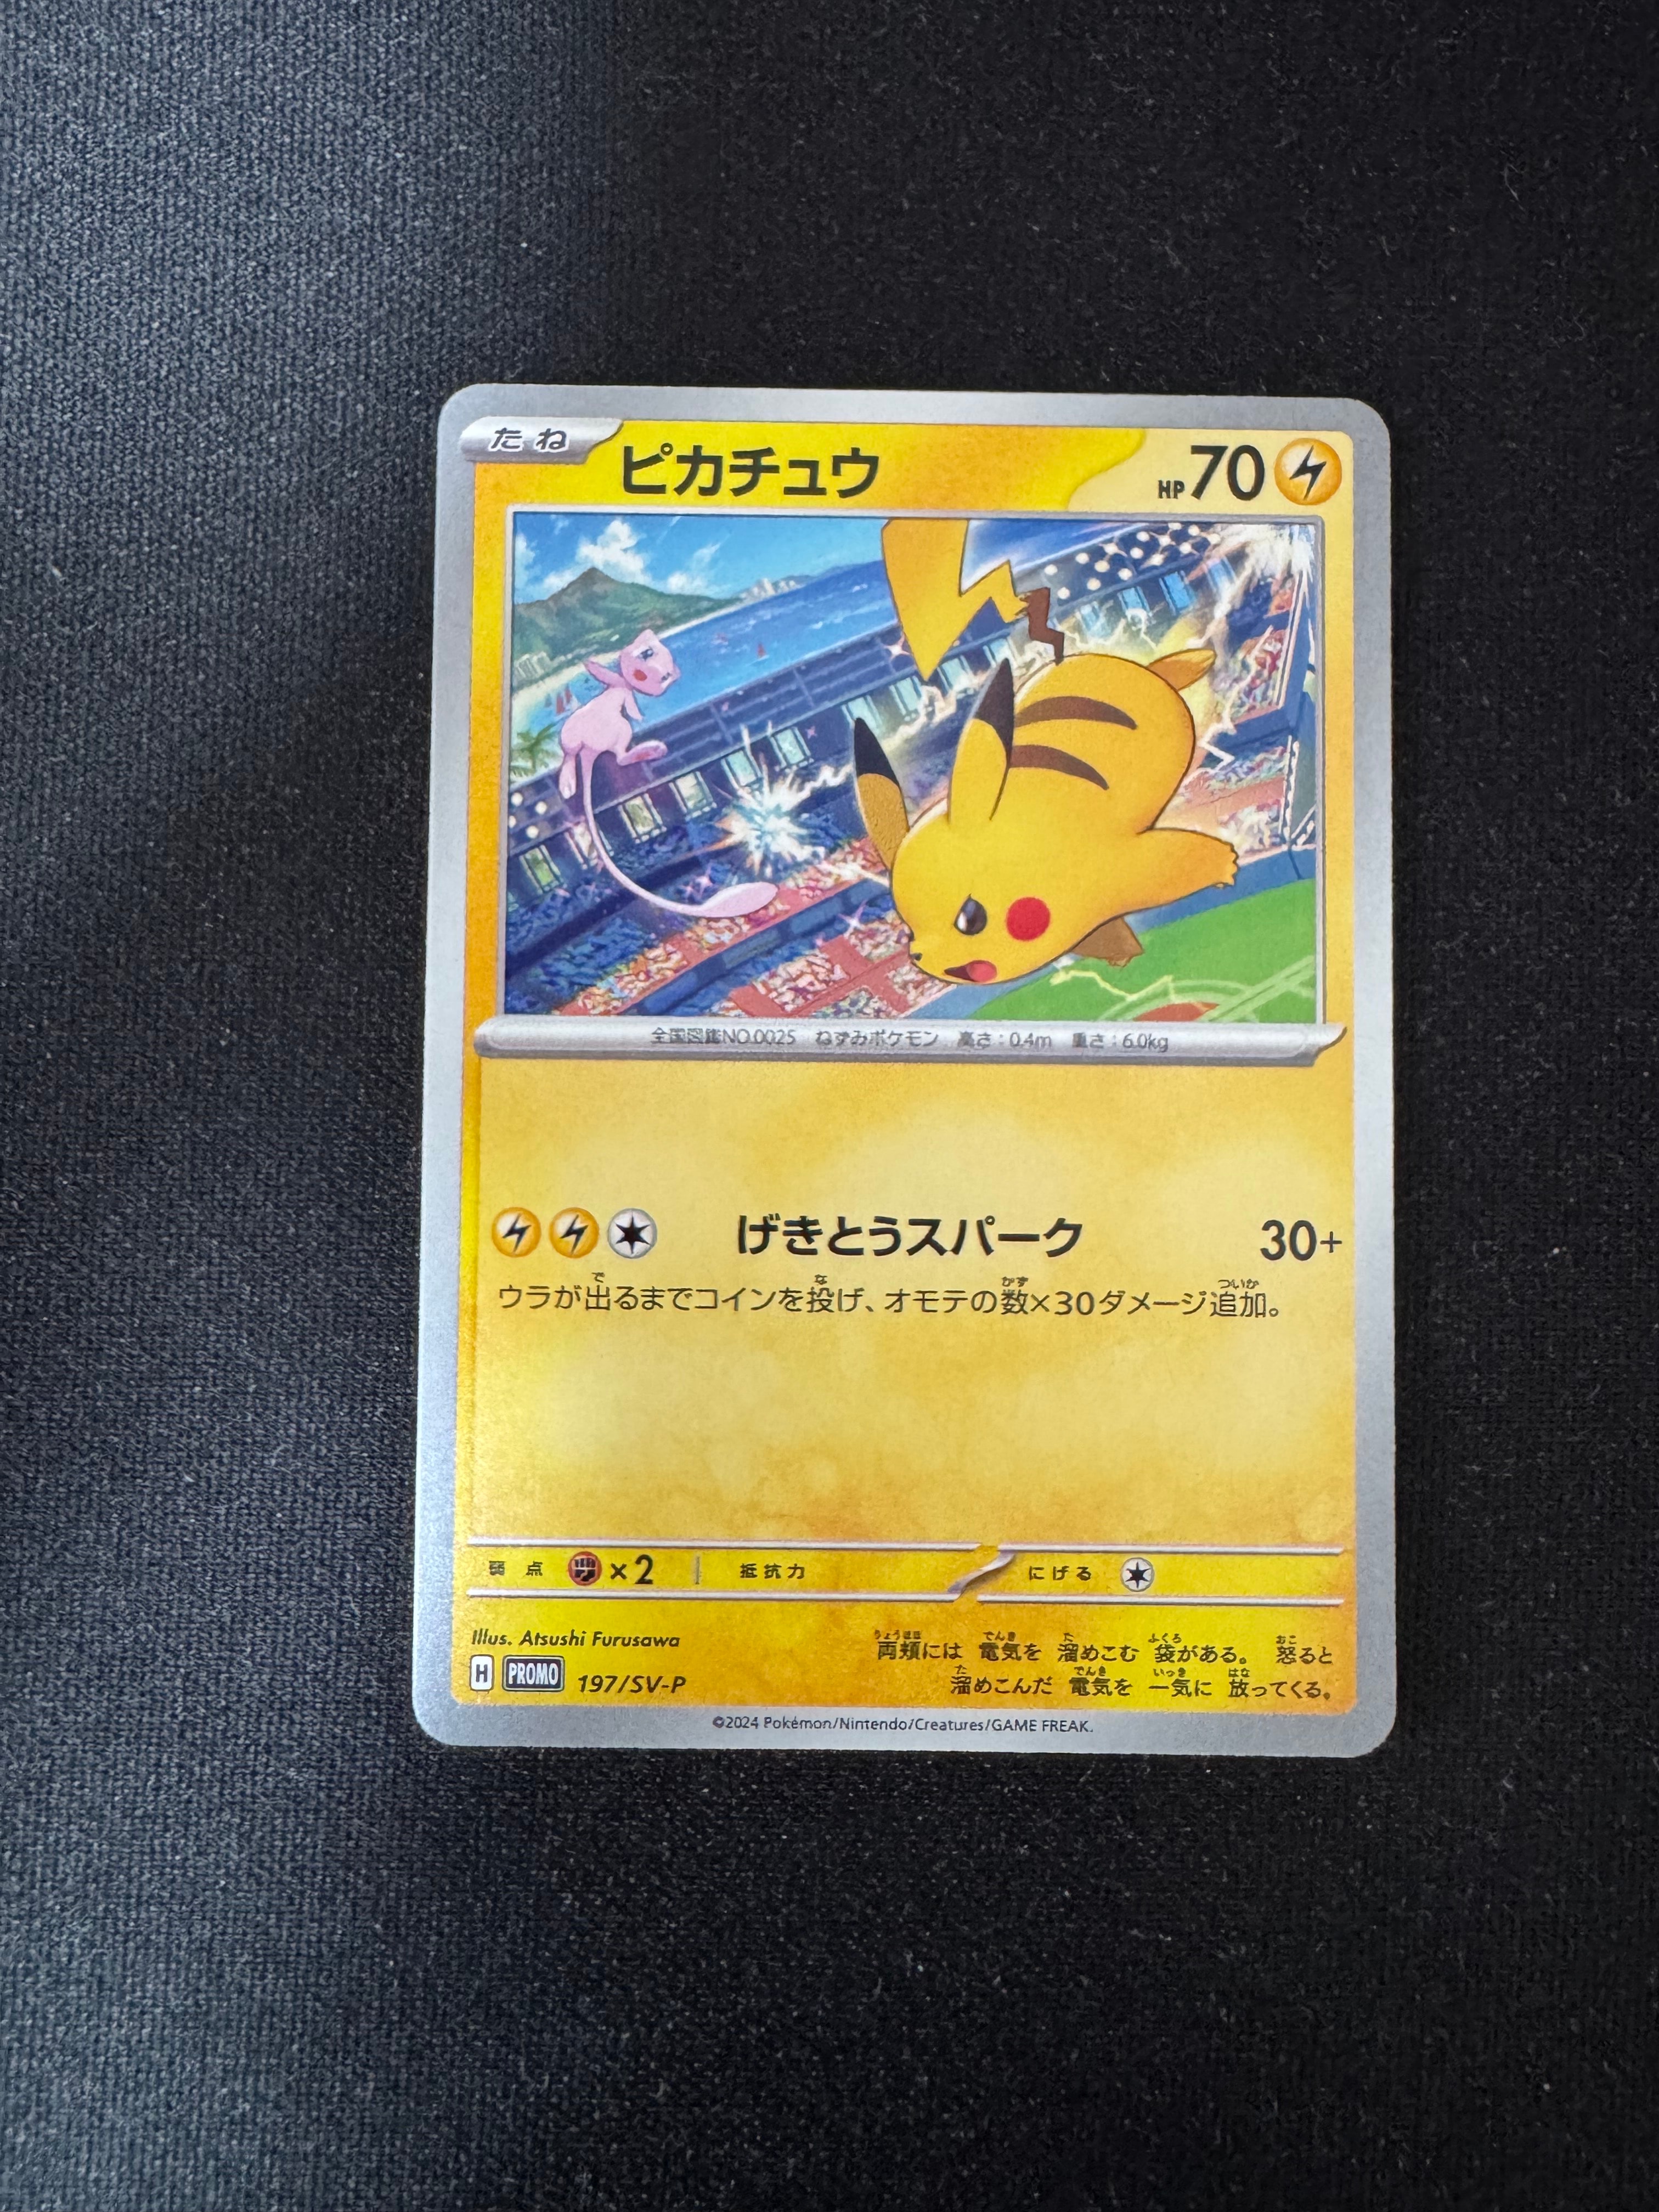 たね ピカチュウ HP70
全国図鑑NO.0025 ねずみポケモン 高さ:0.4m 重さ:6.0kg
げきとうスパーク 30+
ウラが出るまでコインを投げ、オモテの数×30ダメージ追加。
弱点 ×2 抵抗力 にげる
Illus. Atsushi Furusawa
H PROMO 197/SV-P
両頬には 電気を 溜めこむ 袋がある。 怒ると
溜めこんだ 電気を 一気に 放ってくる。
©2024 Pokémon/Nintendo/Creatures/GAME FREAK.